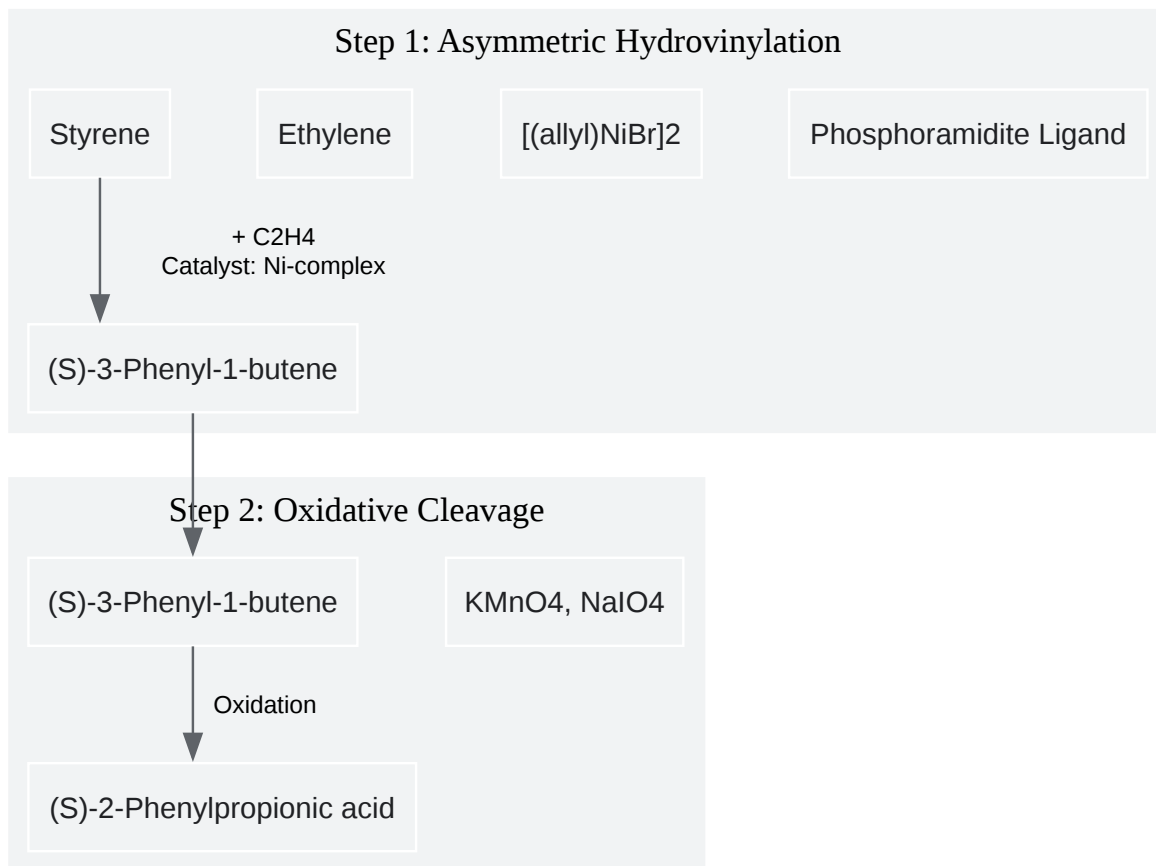 Step 1: Asymmetric Hydrovinylation
Styrene
Ethylene
[(allyl)NiBr]2
Phosphoramidite Ligand
+ C2H4
Catalyst: Ni-complex
(S)-3-Phenyl-1-butene
Step 2: Oxidative Cleavage
(S)-3-Phenyl-1-butene
KMnO4, NaIO4
Oxidation
(S)-2-Phenylpropionic acid